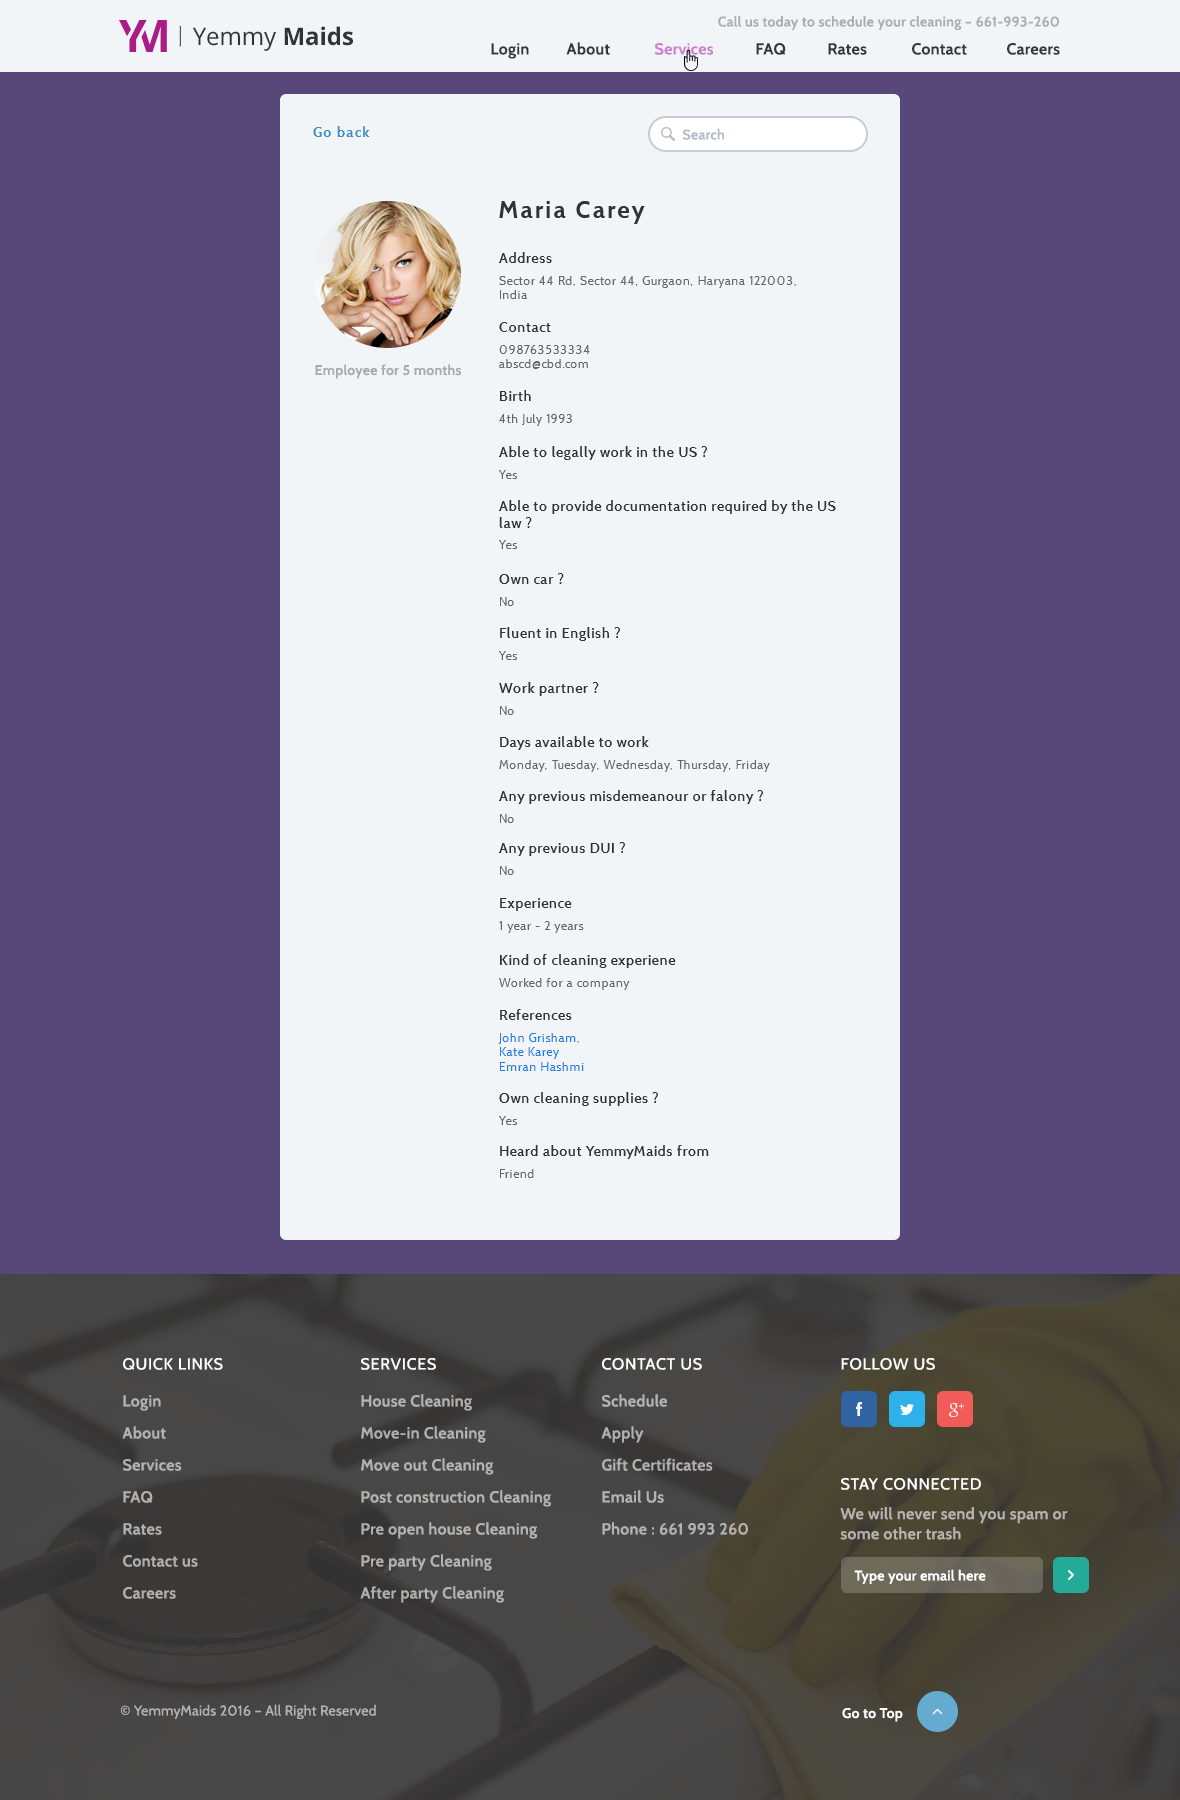 YM | Yemmy Maids
Call us today to schedule your cleaning – 661-993-260
Login About Services FAQ Rates Contact Careers
Go back
Search
Maria Carey
Address
Sector 44 Rd, Sector 44, Gurgaon, Haryana 122003,
India
Contact
098763533334
abscd@cbd.com
Employee for 5 months
Birth
4th July 1993
Able to legally work in the US ?
Yes
Able to provide documentation required by the US
law ?
Yes
Own car ?
No
Fluent in English ?
Yes
Work partner ?
No
Days available to work
Monday, Tuesday, Wednesday, Thursday, Friday
Any previous misdemeanour or falony ?
No
Any previous DUI ?
No
Experience
1 year - 2 years
Kind of cleaning experiene
Worked for a company
References
John Grisham,
Kate Karey
Emran Hashmi
Own cleaning supplies ?
Yes
Heard about YemmyMaids from
Friend
QUICK LINKS
Login
About
Services
FAQ
Rates
Contact us
Careers
SERVICES
House Cleaning
Move-in Cleaning
Move out Cleaning
Post construction Cleaning
Pre open house Cleaning
Pre party Cleaning
After party Cleaning
CONTACT US
Schedule
Apply
Gift Certificates
Email Us
Phone : 661 993 260
FOLLOW US
f
g+
STAY CONNECTED
We will never send you spam or
some other trash
Type your email here
© YemmyMaids 2016 – All Right Reserved
Go to Top